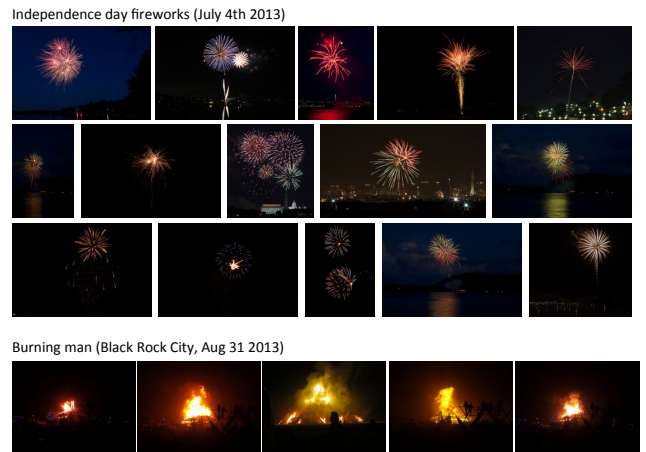 Independence day fireworks (July 4th 2013)
Burning man (Black Rock City, Aug 31 2013)